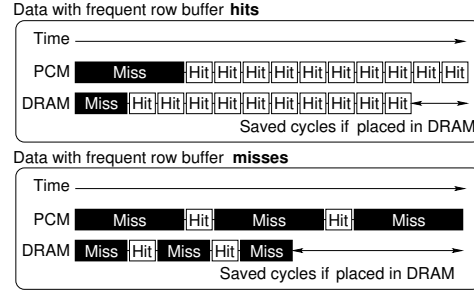 Data with frequent row buffer hits
Time
PCM Miss Hit Hit Hit Hit Hit Hit Hit Hit Hit Hit
DRAM Miss Hit Hit Hit Hit Hit Hit Hit Hit Hit Hit
Saved cycles if placed in DRAM
Data with frequent row buffer misses
Time
PCM Miss Hit Miss Hit Miss
DRAM Miss Hit Miss Hit Miss
Saved cycles if placed in DRAM